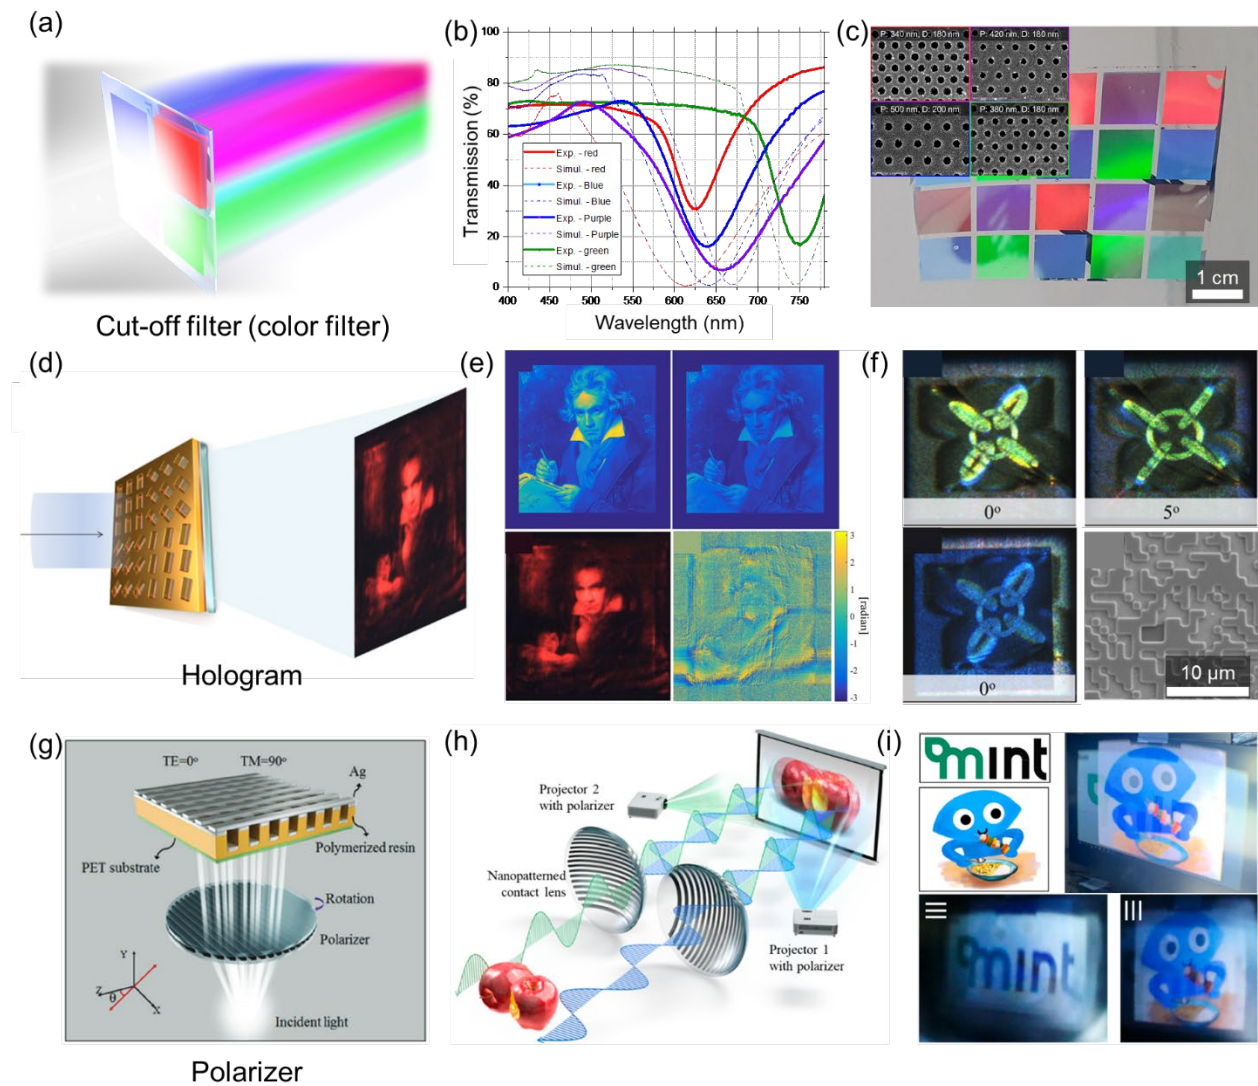 (a)
Cut-off filter (color filter)
(b)
Transmission (%)
100
80
60
40
20
0
Exp. - red
Simul. - red
Exp. - Blue
Simul. - Blue
Exp. - Purple
Simul. - Purple
Exp. - green
Simul. - green
400 450 500 550 600 650 700 750
Wavelength (nm)
(c)
P: 340 nm, D: 180 nm
P: 420 nm, D: 180 nm
P: 500 nm, D: 200 nm
P: 380 nm, D: 180 nm
1 cm
(d)
Hologram
(e)
3
2
1
0
-1
-2
-3
[radian]
(f)
0°
5°
0°
10 µm
(g)
TE=0° TM=90°
Ag
Polymerized resin
PET substrate
Rotation
Polarizer
Y
Z
θ
X
Incident light
Polarizer
(h)
Projector 2
with polarizer
Nanopatterned
contact lens
Projector 1
with polarizer
(i)
mint
mint